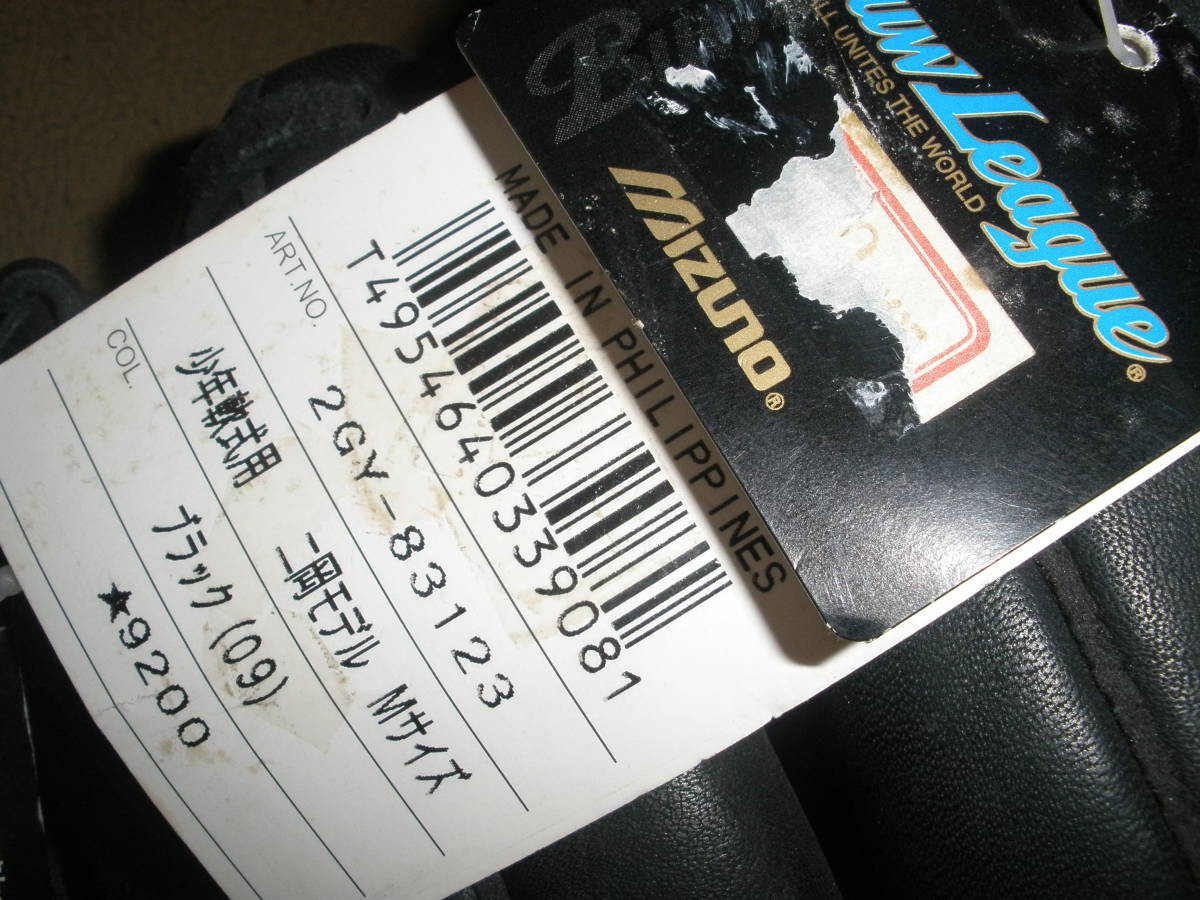 League®
ALL UNITES THE WORLD
MIZUNO®
MADE IN PHILIPPINES
T4954640339081
ART.NO.
2GY-83123
少年軟式用 二岡モデル Mサイズ
COL.
ブラック(09)
★9200